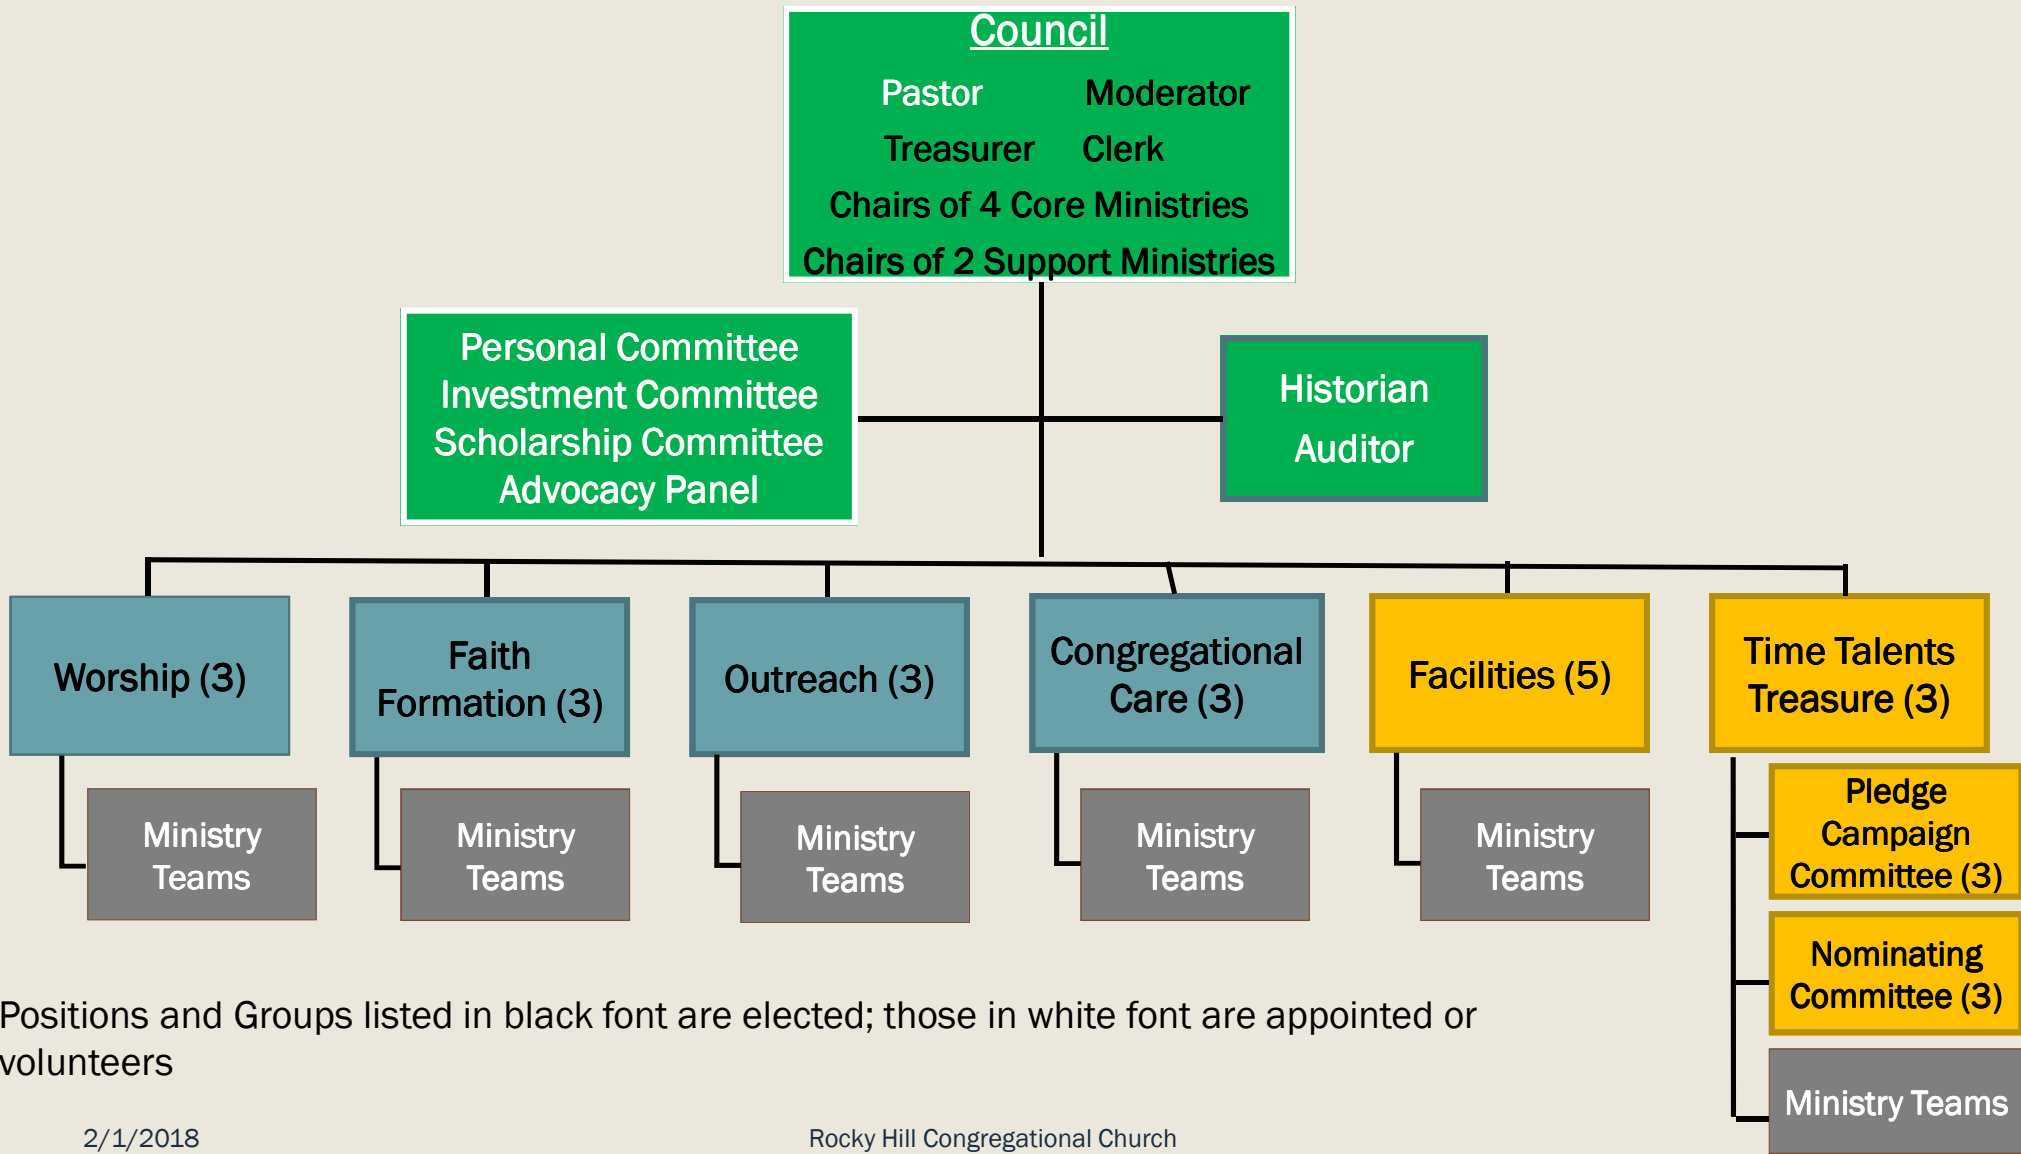 Council
Pastor Moderator
Treasurer Clerk
Chairs of 4 Core Ministries
Chairs of 2 Support Ministries
Personal Committee
Investment Committee
Scholarship Committee
Advocacy Panel
Historian
Auditor
Worship (3)
Faith
Formation (3)
Outreach (3)
Congregational
Care (3)
Facilities (5)
Time Talents
Treasure (3)
Ministry
Teams
Ministry
Teams
Ministry
Teams
Ministry
Teams
Ministry
Teams
Pledge
Campaign
Committee (3)
Nominating
Committee (3)
Ministry Teams
Positions and Groups listed in black font are elected; those in white font are appointed or
volunteers
2/1/2018
Rocky Hill Congregational Church